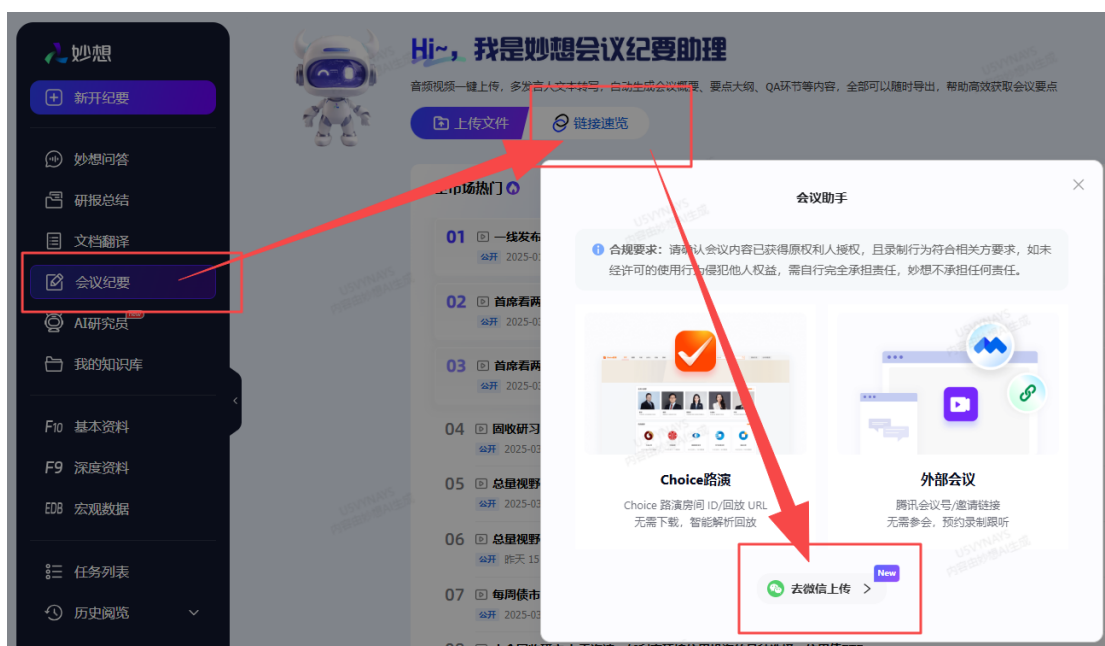 妙想
新开纪要
妙想问答
研报总结
文档翻译
会议纪要
AI研究员
我的知识库
F10 基本资料
F9 深度资料
EDB 宏观数据
任务列表
历史阅览
Hi~，我是妙想会议纪要助理
音频视频一键上传，多发言人文本转写，自动生成会议概要、要点大纲、QA环节等内容，全部可以随时导出，帮助高效获取会议要点
上传文件
链接速览
全市场热门
01 一线发布
公开
02 首席看两
公开 2025-03
03 首席看两
公开 2025-03
04 固收研习
公开 2025-03
05 总量视野
公开 2025-03
06 总量视野
公开 昨天 15
07 每周债市
公开 2025-03
会议助手
合规要求：请确认会议内容已获得原权利人授权，且录制行为符合相关方要求，如未
经许可的使用行为侵犯他人权益，需自行完全承担责任，妙想不承担任何责任。
Choice路演
Choice 路演房间 ID/回放 URL
无需下载，智能解析回放
外部会议
腾讯会议号/邀请链接
无需参会，预约录制跟听
去微信上传
New